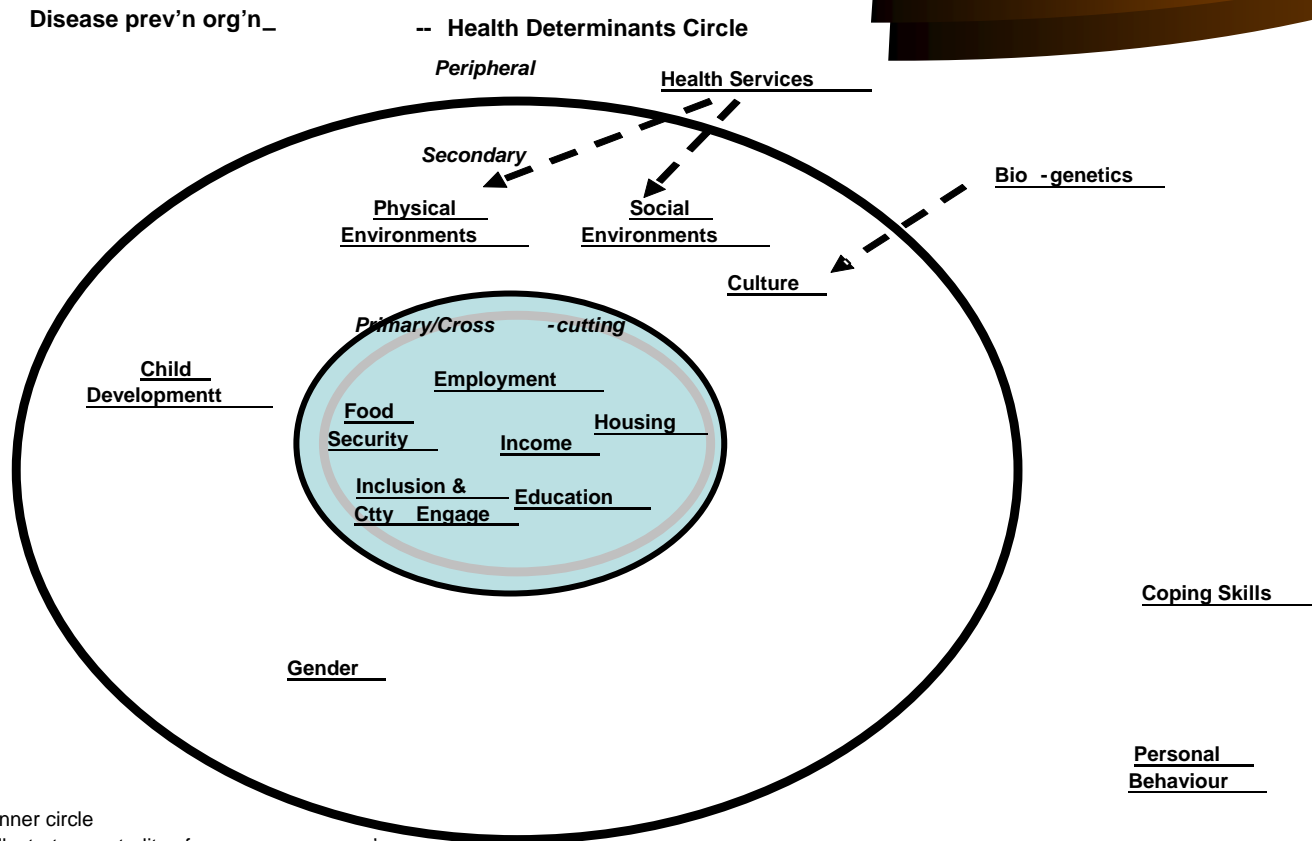 Disease prev'n org'n_ -- Health Determinants Circle
Peripheral
Health Services
Secondary
Bio -genetics
Physical
Environments
Social
Environments
Culture
Primary/Cross -cutting
Child
Developmentt
Employment
Food
Security
Housing
Income
Inclusion &
Ctty Engage
Education
Coping Skills
Gender
Personal
Behaviour
nner circle